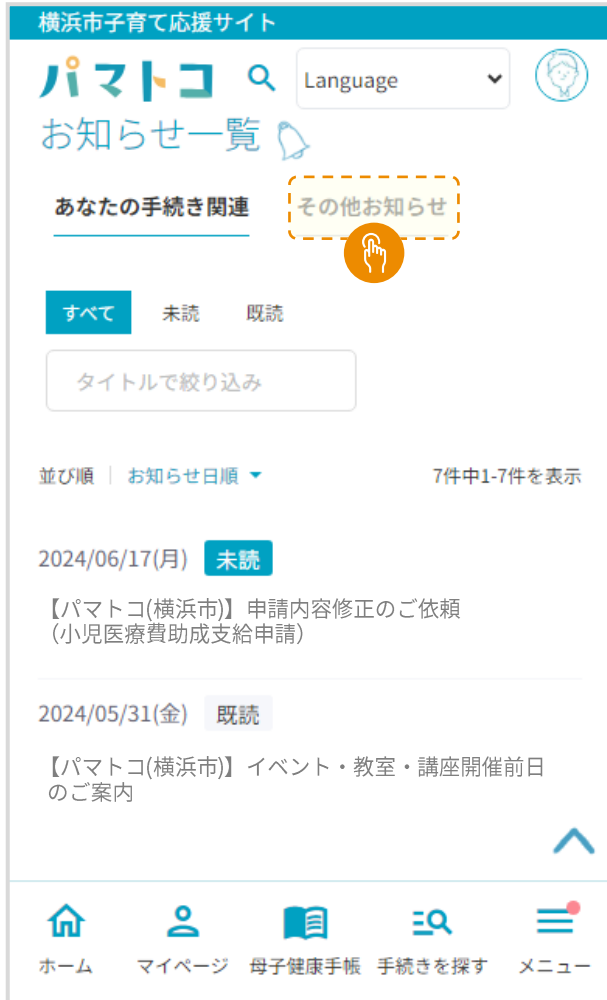 横浜市子育て応援サイト
パマトコ
Language
お知らせ一覧
あなたの手続き関連
その他お知らせ
すべて
未読
既読
タイトルで絞り込み
並び順
お知らせ日順
7件中1-7件を表示
2024/06/17(月)
未読
【パマトコ(横浜市)】申請内容修正のご依頼
（小児医療費助成支給申請）
2024/05/31(金)
既読
【パマトコ(横浜市)】イベント・教室・講座開催前日
のご案内
ホーム
マイページ
母子健康手帳
手続きを探す
メニュー